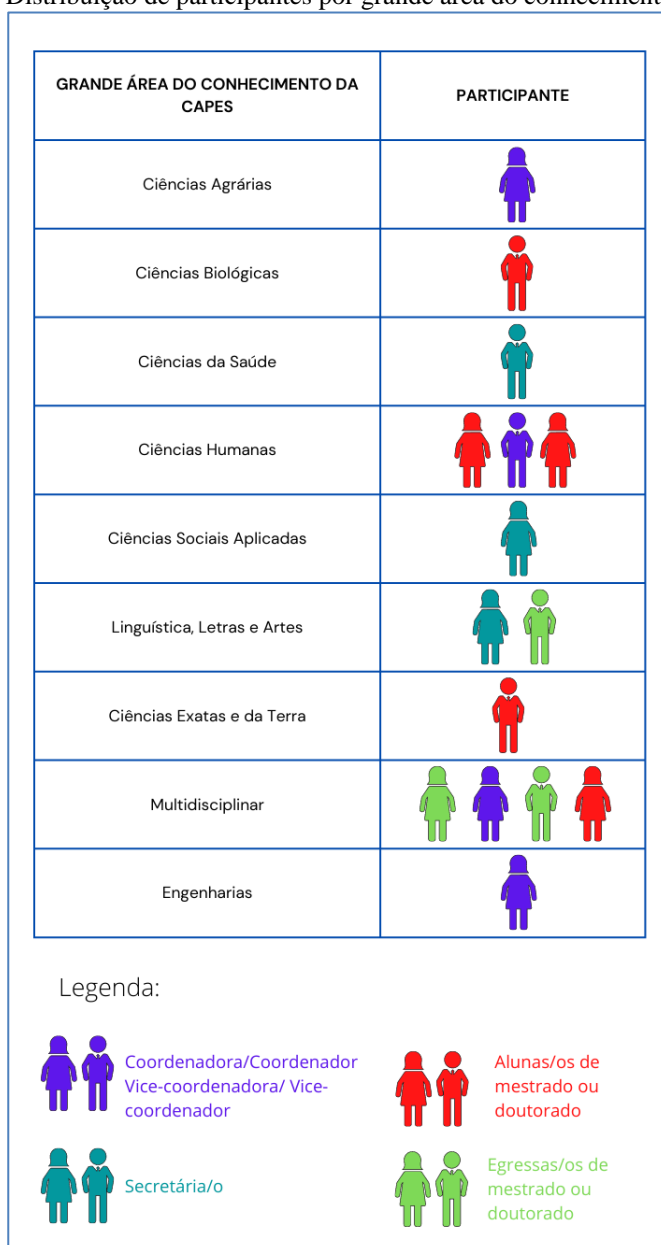 Distribuição de participantes por grande área do conheciment
GRANDE ÁREA DO CONHECIMENTO DA
CAPES
PARTICIPANTE
Ciências Agrárias
Ciências Biológicas
Ciências da Saúde
Ciências Humanas
Ciências Sociais Aplicadas
Linguística, Letras e Artes
Ciências Exatas e da Terra
Multidisciplinar
Engenharias
Legenda:
Coordenadora/Coordenador
Vice-coordenadora/ Vice-
coordenador
Alunas/os de
mestrado ou
doutorado
Secretária/o
Egressas/os de
mestrado ou
doutorado